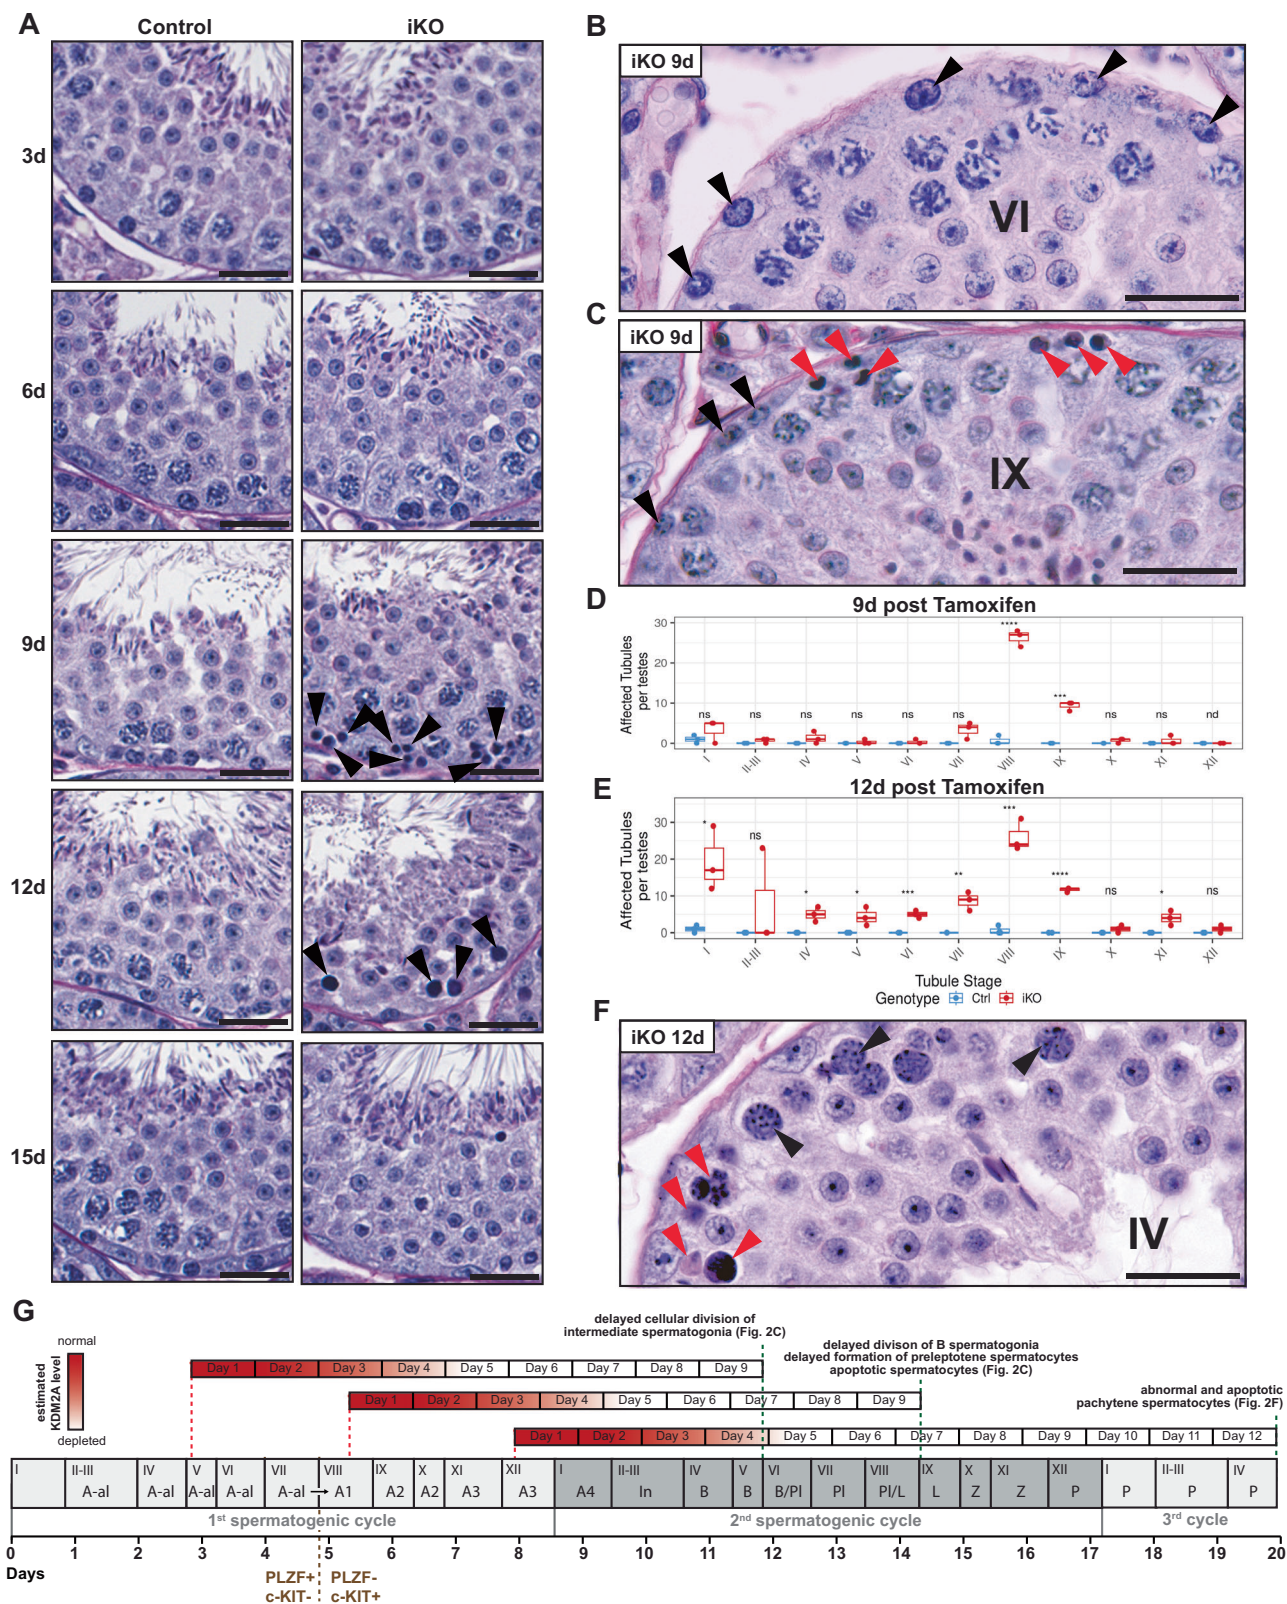 A
Control
iKO
3d
6d
9d
12d
15d
B
iKO 9d
VI
C
iKO 9d
IX
D
9d post Tamoxifen
Affected Tubules
per testes
30
20
10
0
ns
ns
ns
ns
ns
ns
****
***
ns
ns
nd
I
II-III
IV
V
VI
VII
VIII
IX
X
XI
XII
E
12d post Tamoxifen
Affected Tubules
per testes
30
20
10
0
*
ns
*
*
***
**
***
****
ns
*
ns
I
II-III
IV
V
VI
VII
VIII
IX
X
XI
XII
Tubule Stage
Genotype Ctrl iKO
F
iKO 12d
IV
G
normal
estimated
KDM2A level
depleted
delayed cellular division of
intermediate spermatogonia (Fig. 2C)
delayed divison of B spermatogonia
delayed formation of preleptotene spermatocytes
apoptotic spermatocytes (Fig. 2C)
abnormal and apoptotic
pachytene spermatocytes (Fig. 2F)
Day 1 Day 2 Day 3 Day 4 Day 5 Day 6 Day 7 Day 8 Day 9
Day 1 Day 2 Day 3 Day 4 Day 5 Day 6 Day 7 Day 8 Day 9
Day 1 Day 2 Day 3 Day 4 Day 5 Day 6 Day 7 Day 8 Day 9 Day 10 Day 11 Day 12
I II-III IV V VI VII VIII IX X XI XII I II-III IV V VI VII VIII IX X XI XII I II-III IV
A-al A-al A-al A-al A-al → A1 A2 A2 A3 A3 A4 In B B B/Pl Pl Pl/L L Z Z P P P P
1st spermatogenic cycle 2nd spermatogenic cycle 3rd cycle
0 1 2 3 4 5 6 7 8 9 10 11 12 13 14 15 16 17 18 19 20
Days
PLZF+ PLZF-
c-KIT- c-KIT+